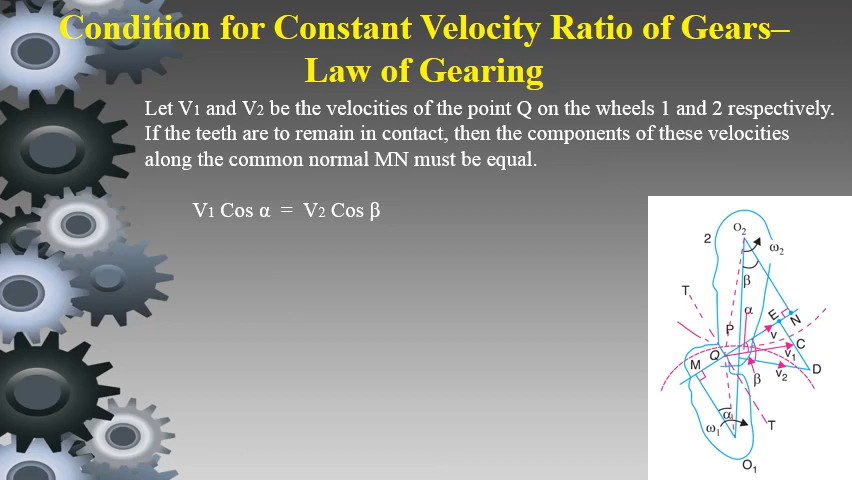 Condition for Constant Velocity Ratio of Gears–
Law of Gearing
Let V1 and V2 be the velocities of the point Q on the wheels 1 and 2 respectively.
If the teeth are to remain in contact, then the components of these velocities
along the common normal MN must be equal.
V1 Cos α = V2 Cos β
O2
2
ω2
β
T
α
E
N
P
v
C
Q
v1
M
D
v2
β
α
ω1
T
O1